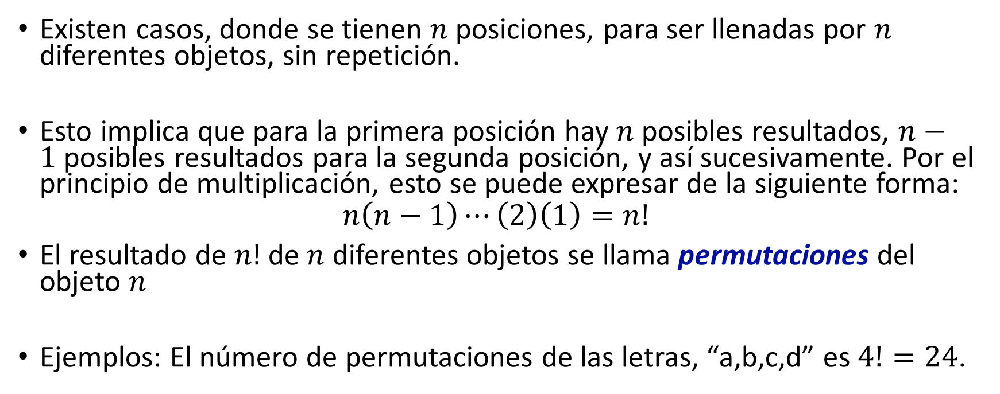 • Existen casos, donde se tienen n posiciones, para ser llenadas por n
diferentes objetos, sin repetición.
• Esto implica que para la primera posición hay n posibles resultados, n −
1 posibles resultados para la segunda posición, y así sucesivamente. Por el
principio de multiplicación, esto se puede expresar de la siguiente forma:
n(n − 1) ⋯ (2)(1) = n!
• El resultado de n! de n diferentes objetos se llama permutaciones del
objeto n
• Ejemplos: El número de permutaciones de las letras, “a,b,c,d” es 4! = 24.